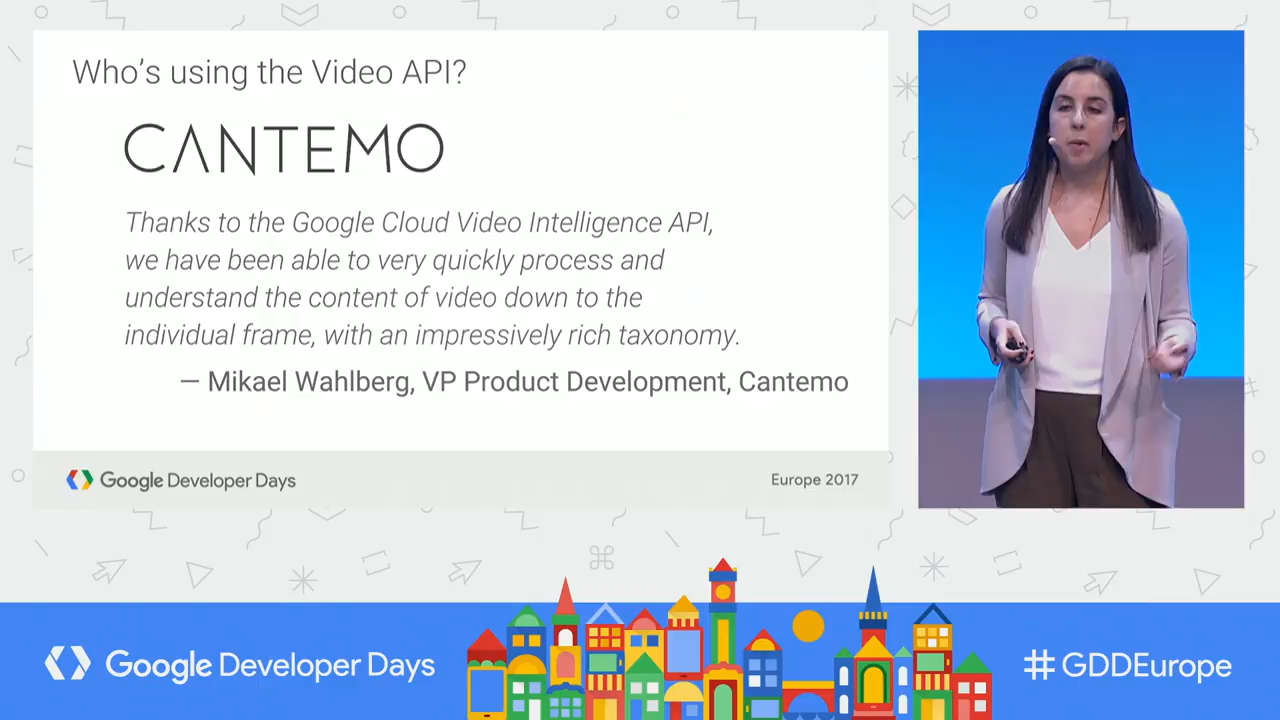 Who's using the Video API?
CANTEMO
Thanks to the Google Cloud Video Intelligence API,
we have been able to very quickly process and
understand the content of video down to the
individual frame, with an impressively rich taxonomy.
— Mikael Wahlberg, VP Product Development, Cantemo
Google Developer Days
Europe 2017
Google Developer Days
#GDDEurope